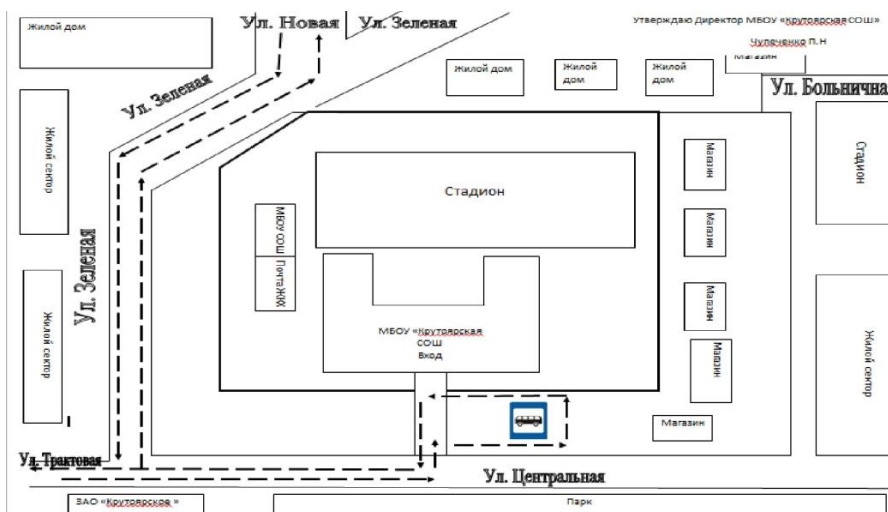 Ул. Новая
Ул. Зеленая
Утверждаю Директор МБОУ «Крутоярская СОШ»
Чупеченко П.Н
Жилой дом
Жилой дом
Жилой
дом
Жилой
дом
Магазин
Ул. Больнична
Ул. Зеленая
Жилой сектор
Ул. Зеленая
Жилой сектор
Стадион
МБОУ СОШ
Почта ЖКХ
МБОУ «Крутоярская
СОШ
Вход
Магазин
Магазин
Магазин
Магазин
Магазин
Стадион
Жилой сектор
Ул. Трактовая
Ул. Центральная
ЗАО «Крутоярское »
Парк